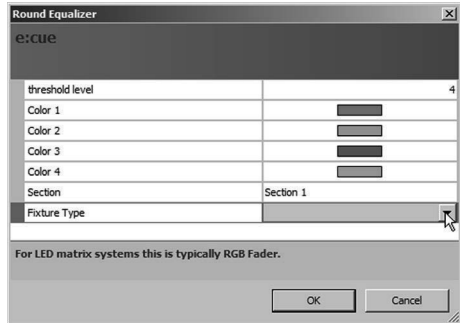 Round Equalizer
e:cue
threshold level 4
Color 1
Color 2
Color 3
Color 4
Section Section 1
Fixture Type
For LED matrix systems this is typically RGB Fader.
OK Cancel